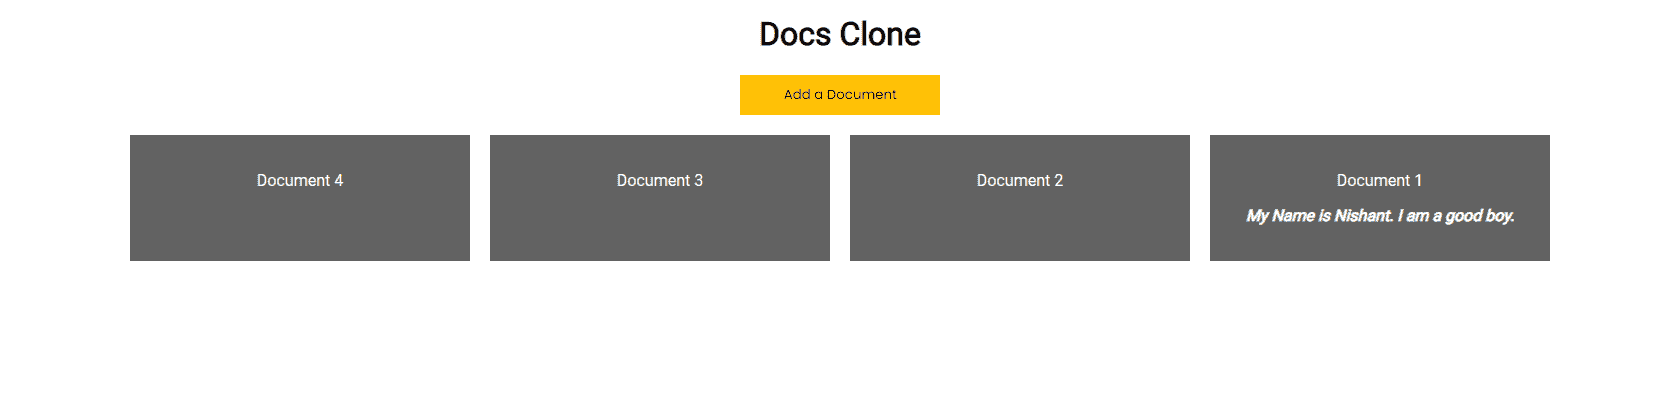 Docs Clone
Add a Document
Document 4
Document 3
Document 2
Document 1
My Name is Nishant. I am a good boy.